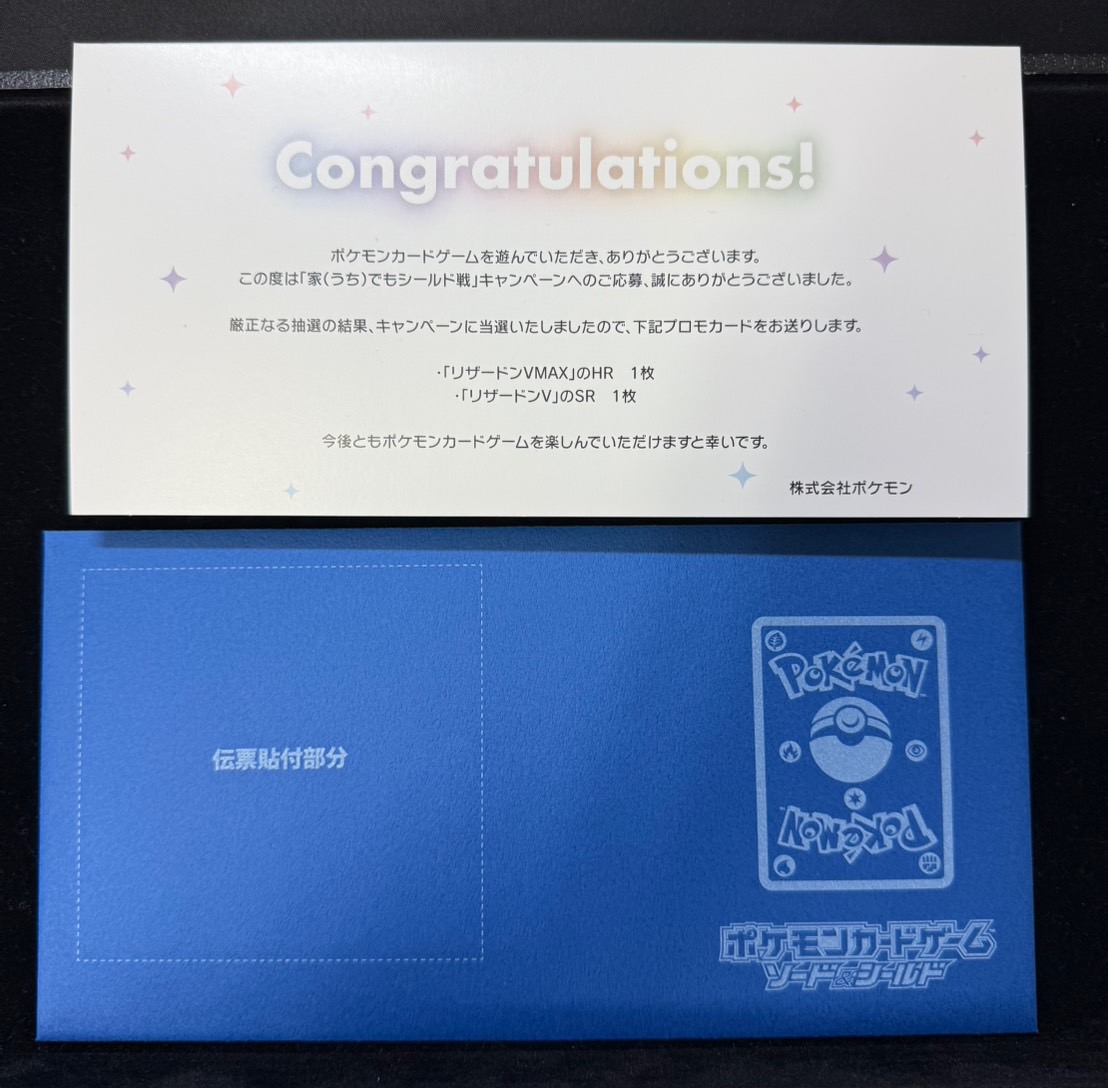 Congratulations!
ポケモンカードゲームを遊んでいただき、ありがとうございます。
この度は「家(うち)でもシールド戦」キャンペーンへのご応募、誠にありがとうございました。
厳正なる抽選の結果、キャンペーンに当選いたしましたので、下記プロモカードをお送りします。
・「リザードンVMAX」のHR　1枚
・「リザードンV」のSR　1枚
今後ともポケモンカードゲームを楽しんでいただけますと幸いです。
株式会社ポケモン
伝票貼付部分
POKéMON
POKéMON
ポケモンカードゲーム
ソード&シールド